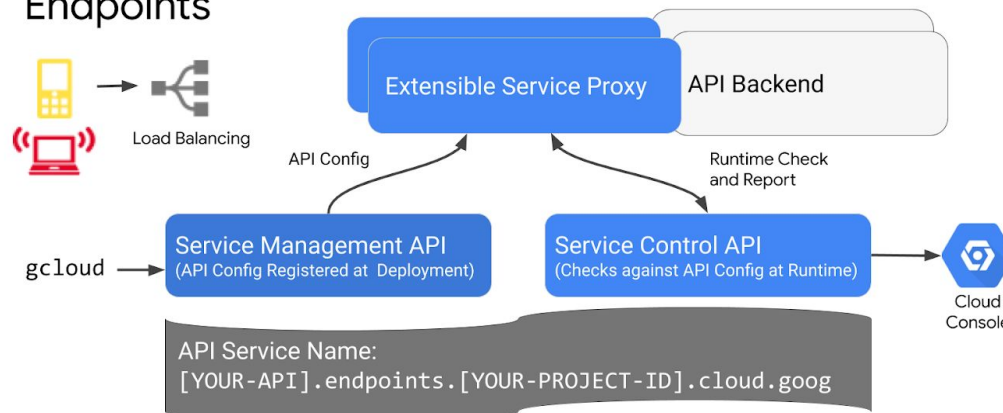 Endpoints
Extensible Service Proxy
API Backend
Load Balancing
API Config
Runtime Check
and Report
gcloud
Service Management API
(API Config Registered at Deployment)
Service Control API
(Checks against API Config at Runtime)
Cloud
Console
API Service Name:
[YOUR-API].endpoints.[YOUR-PROJECT-ID].cloud.goog